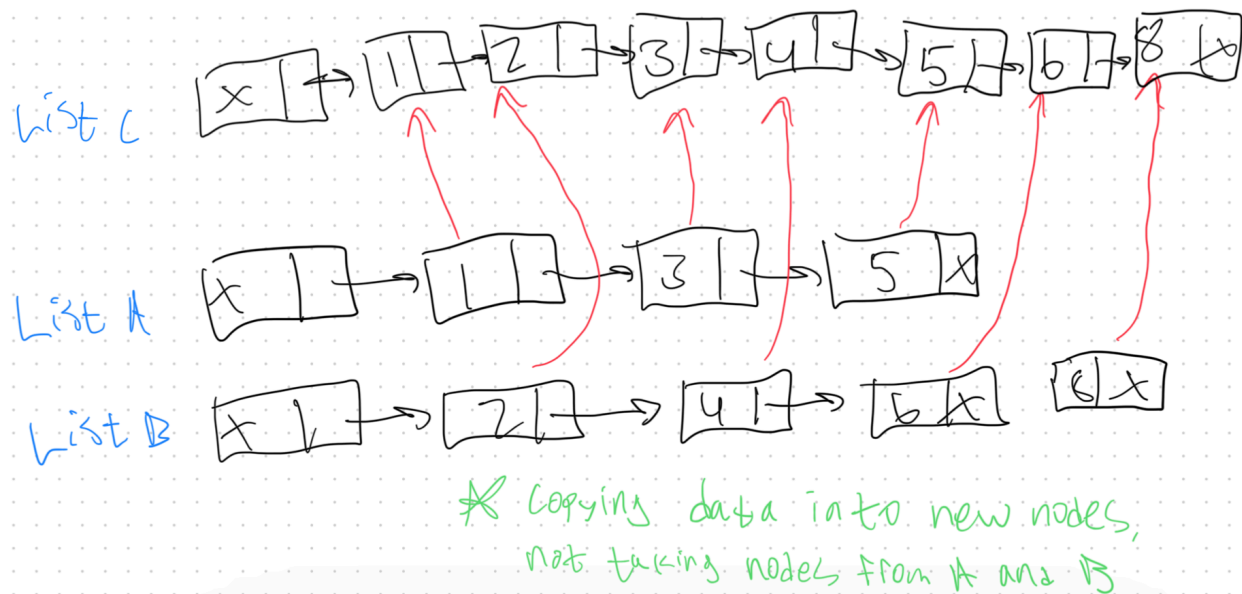 x 1 2 3 4 5 6 8 x
List C
x 1 3 5 x
List A
x 2 4 6 x 8 x
List B
* copying data into new nodes,
not taking nodes from A and B